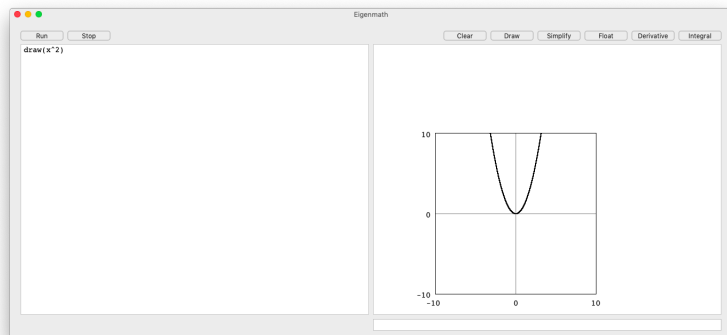 Eigenmath
Run Stop Clear Draw Simplify Float Derivative Integral
draw(x^2)
10
0
-10
-10 0 10